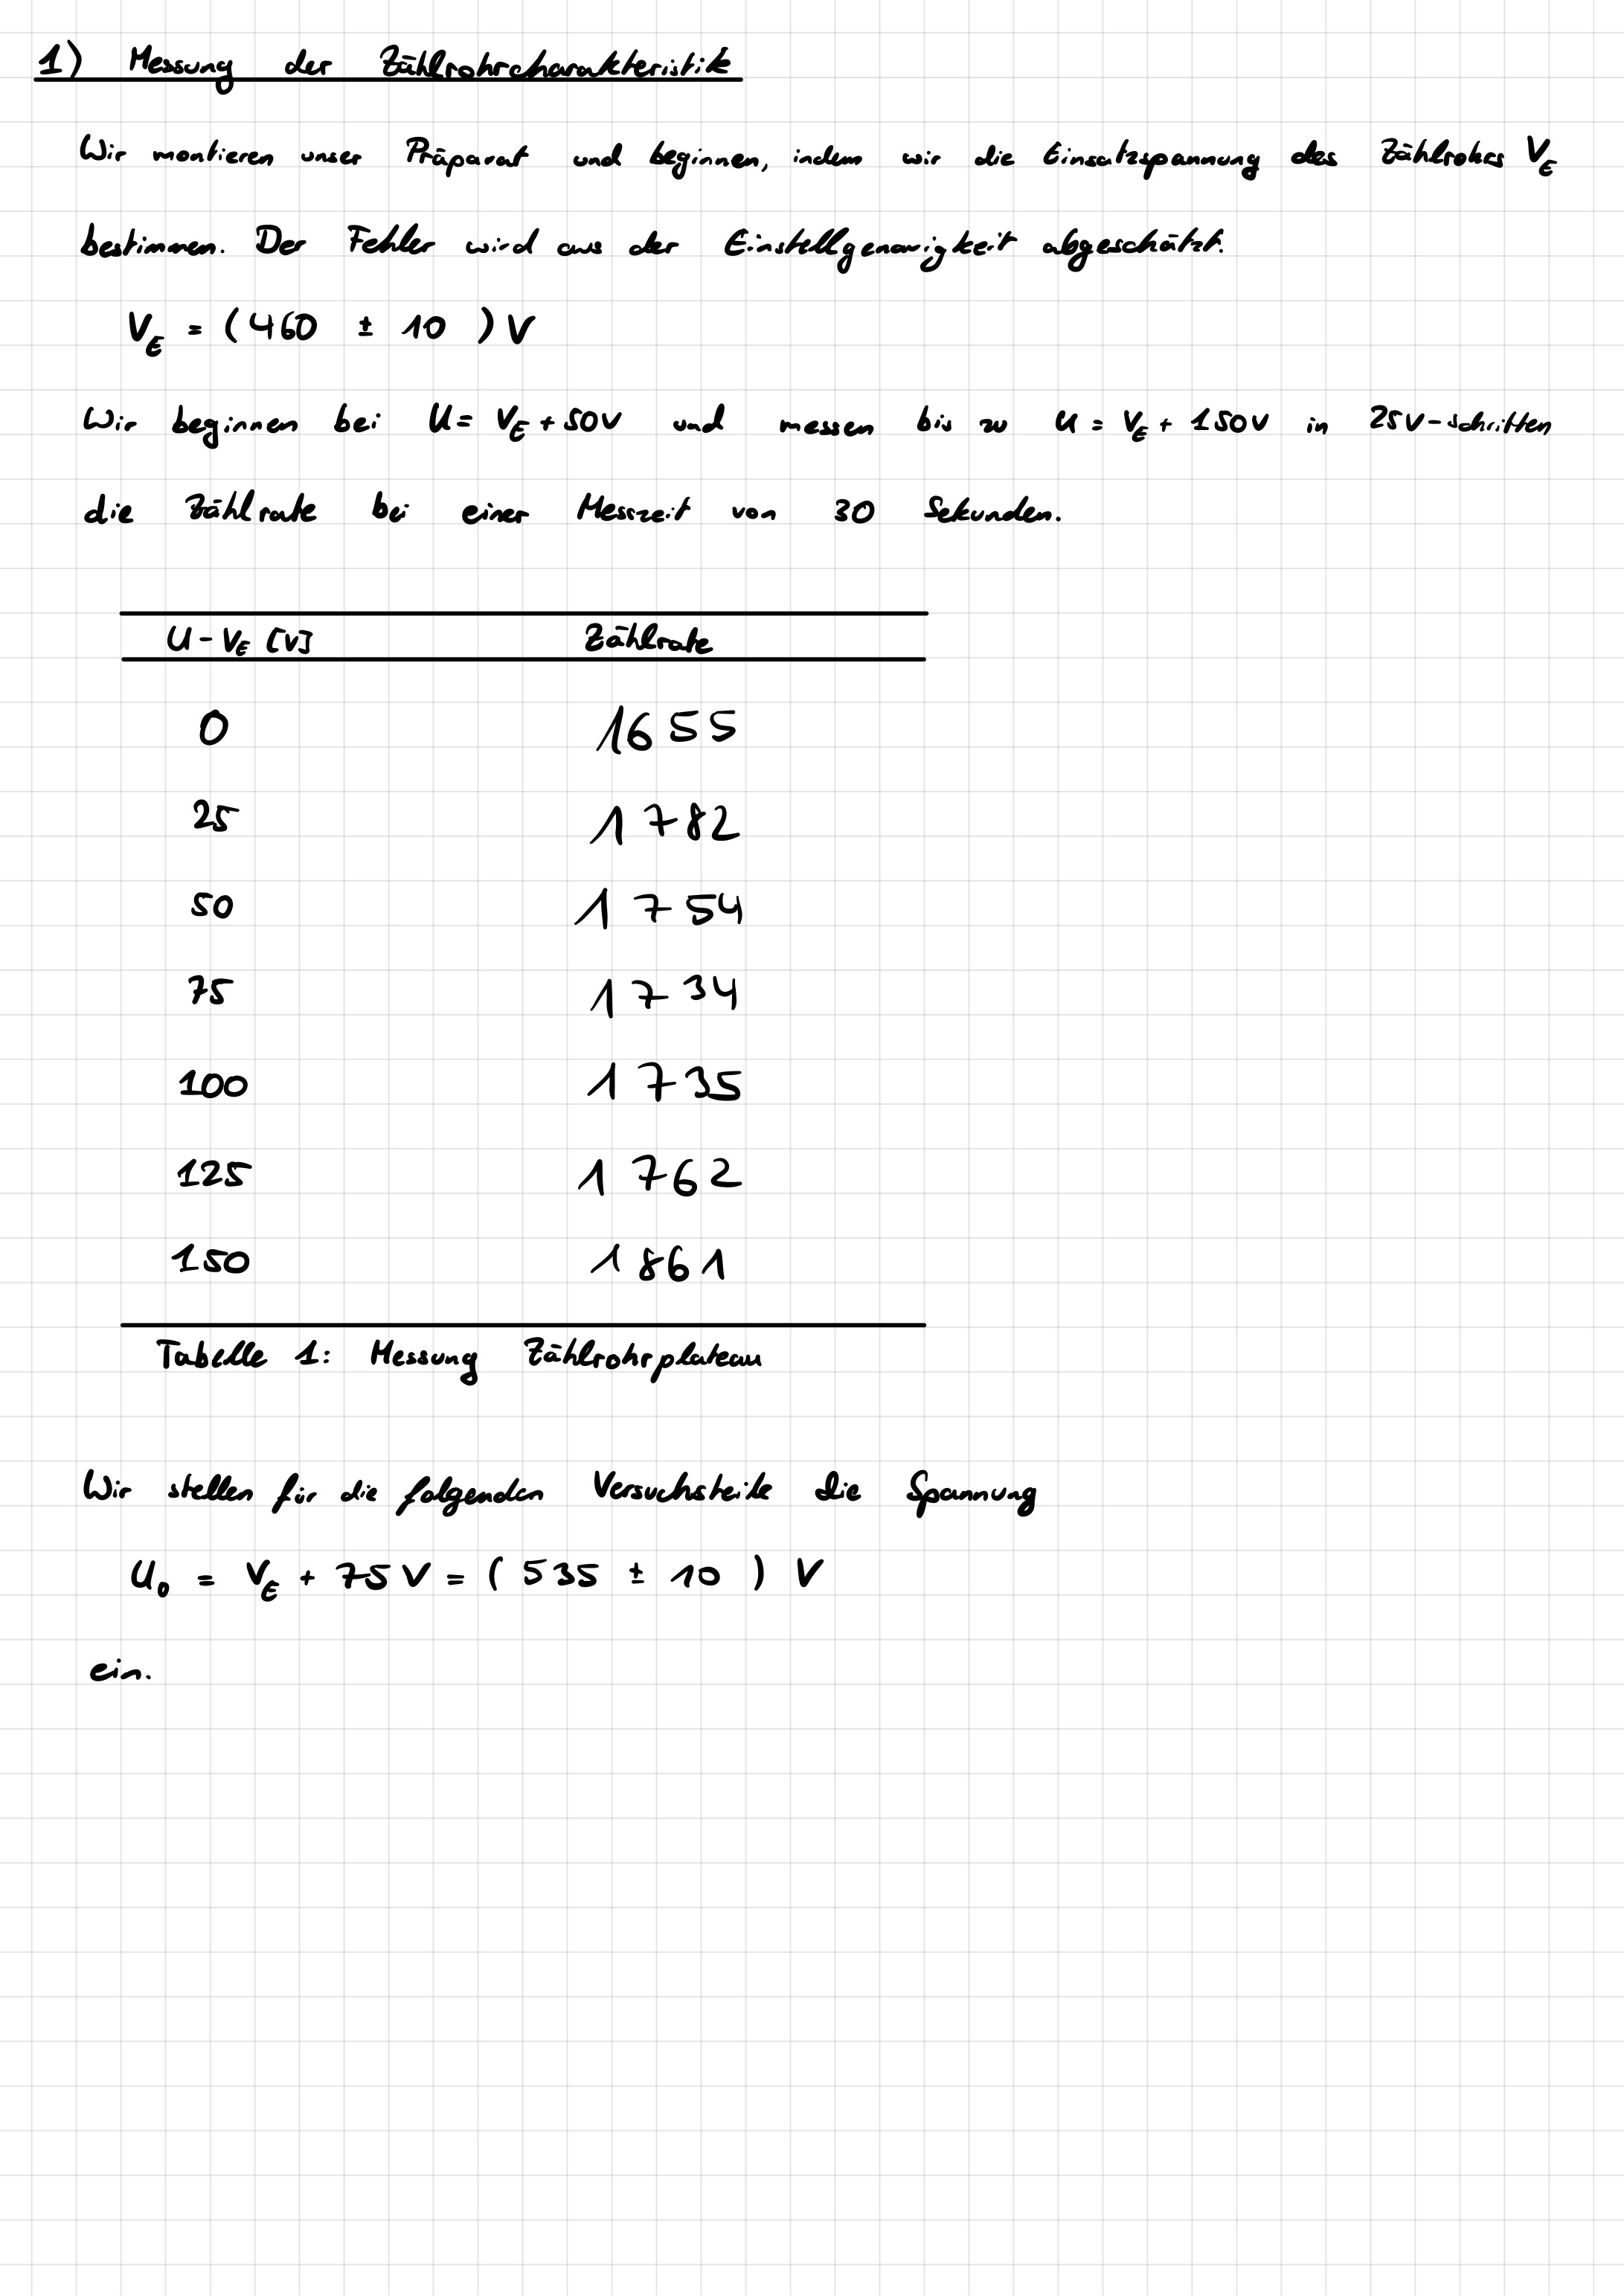 1) Messung der Zählrohrcharakteristik
Wir montieren unser Präparat und beginnen, indem wir die Einsatzspannung des Zählrohrs V_E
bestimmen. Der Fehler wird aus der Einstellgenauigkeit abgeschätzt.
V_E = (460 ± 10) V
Wir beginnen bei U = V_E + 50V und messen bis zu U = V_E + 150V in 25V-schritten
die Zählrate bei einer Messzeit von 30 Sekunden.
U - V_E [V] Zählrate
0 1655
25 1782
50 1754
75 1734
100 1735
125 1762
150 1861
Tabelle 1: Messung Zählrohrplateau
Wir stellen für die folgenden Versuchsteile die Spannung
U_0 = V_E + 75V = (535 ± 10) V
ein.